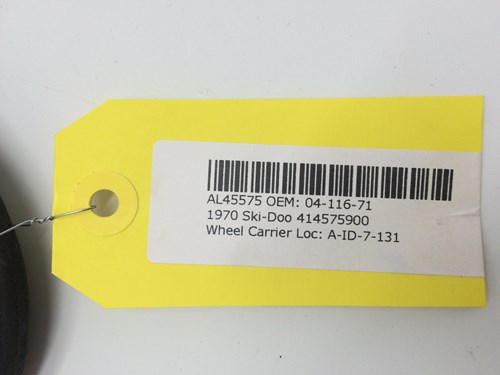 AL45575 OEM: 04-116-71
1970 Ski-Doo 414575900
Wheel Carrier Loc: A-ID-7-131